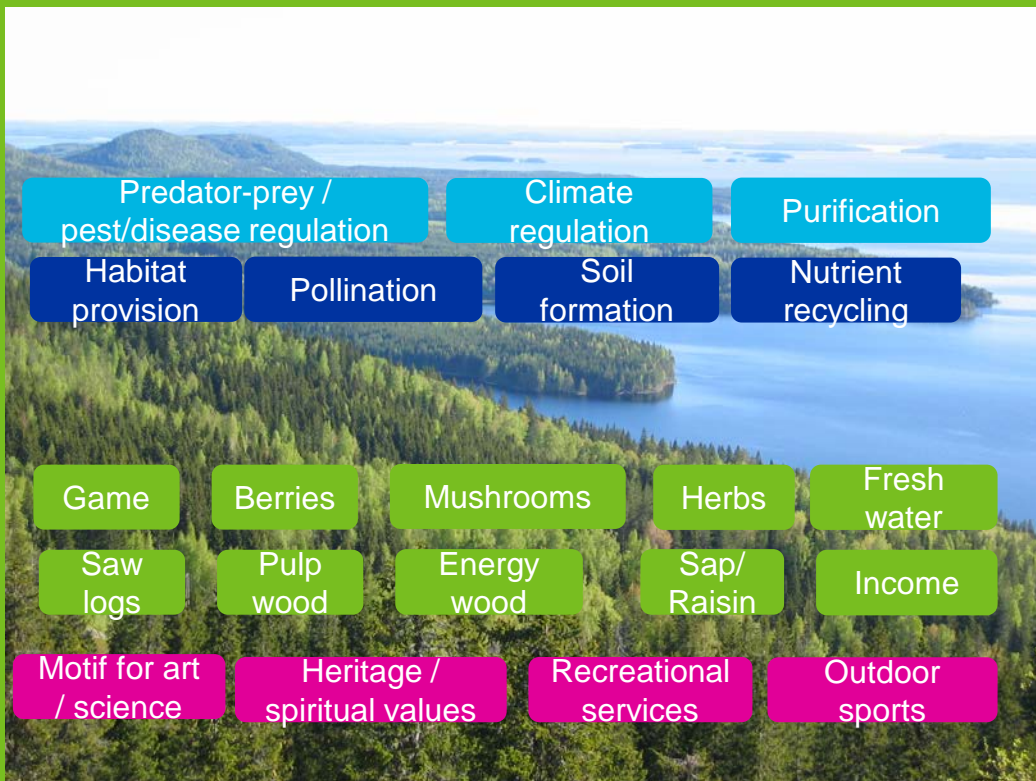 Predator-prey /
pest/disease regulation
Climate
regulation
Purification
Habitat
provision
Pollination
Soil
formation
Nutrient
recycling
Game
Berries
Mushrooms
Herbs
Fresh
water
Saw
logs
Pulp
wood
Energy
wood
Sap/
Raisin
Income
Motif for art
/ science
Heritage /
spiritual values
Recreational
services
Outdoor
sports